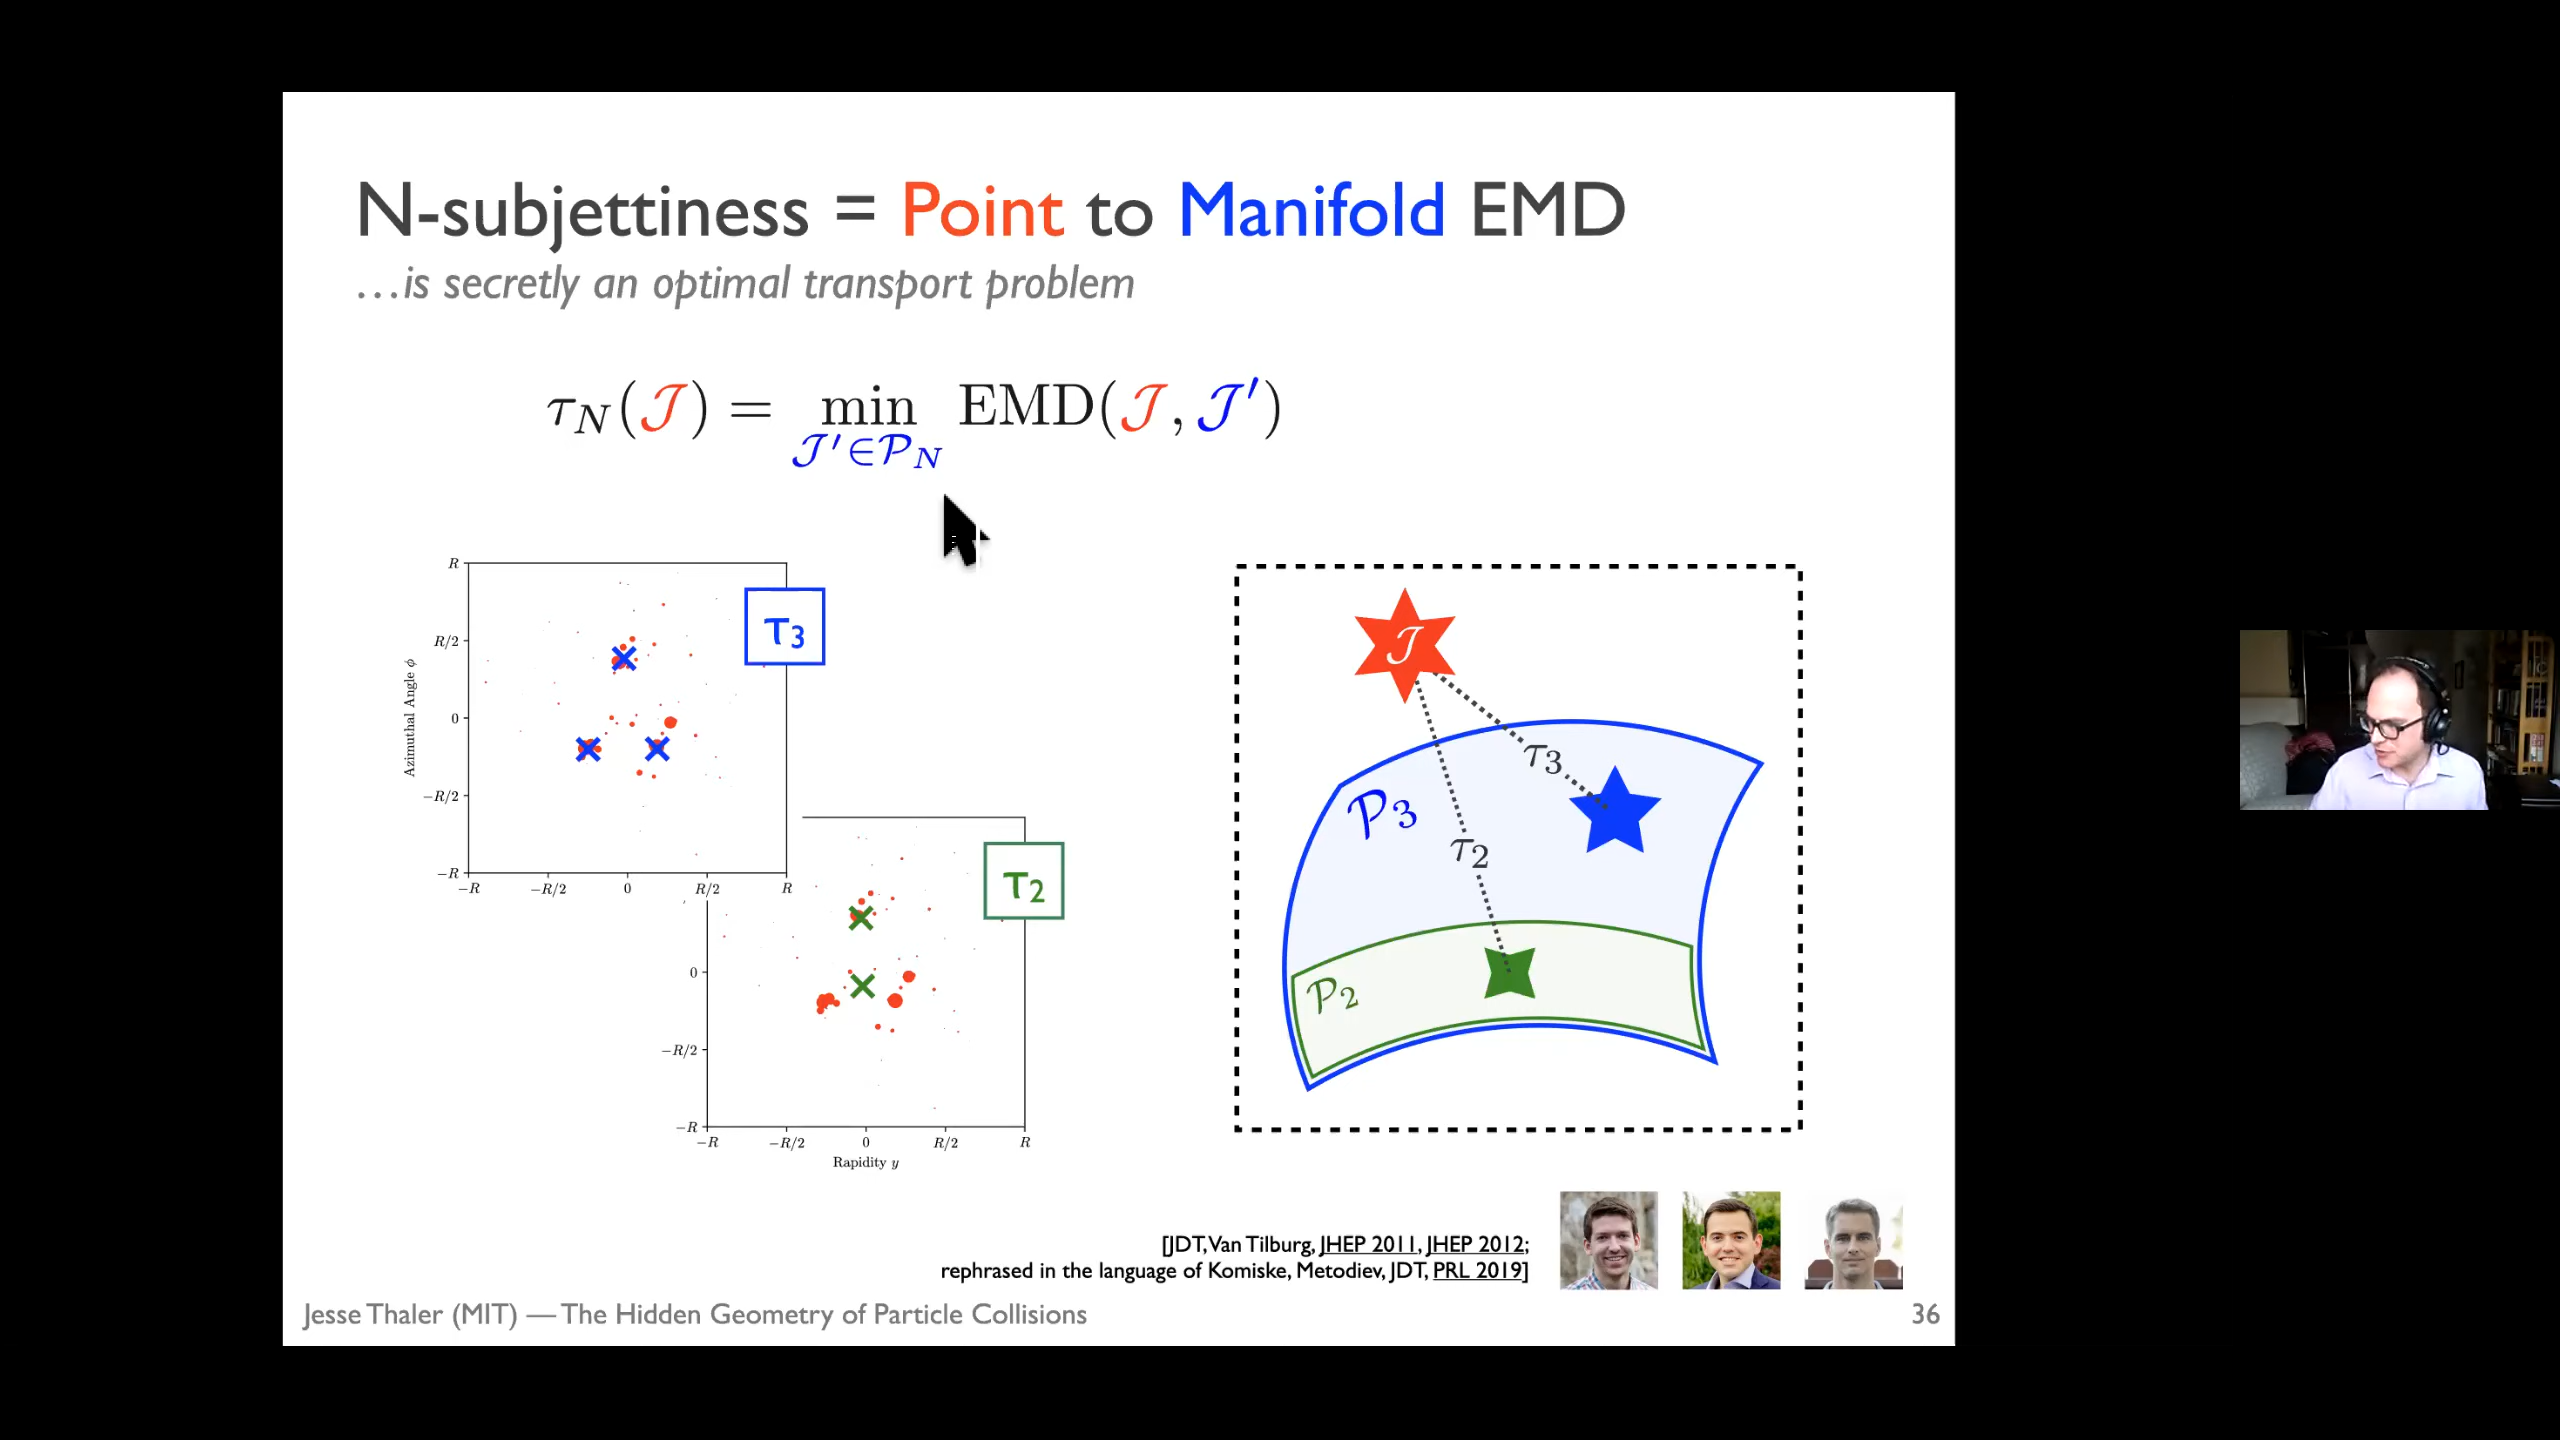 N-subjettiness = Point to Manifold EMD
…is secretly an optimal transport problem
τN(𝒥) = min EMD(𝒥, 𝒥′)
𝒥′∈𝒫N
R
R/2
0
−R/2
−R
Azimuthal Angle ϕ
−R −R/2 0 R/2 R
τ3
τ2
0
−R/2
−R
−R −R/2 0 R/2 R
Rapidity y
𝒥
τ3
𝒫3
τ2
𝒫2
[JDT, Van Tilburg, JHEP 2011, JHEP 2012;
rephrased in the language of Komiske, Metodiev, JDT, PRL 2019]
Jesse Thaler (MIT) — The Hidden Geometry of Particle Collisions
36